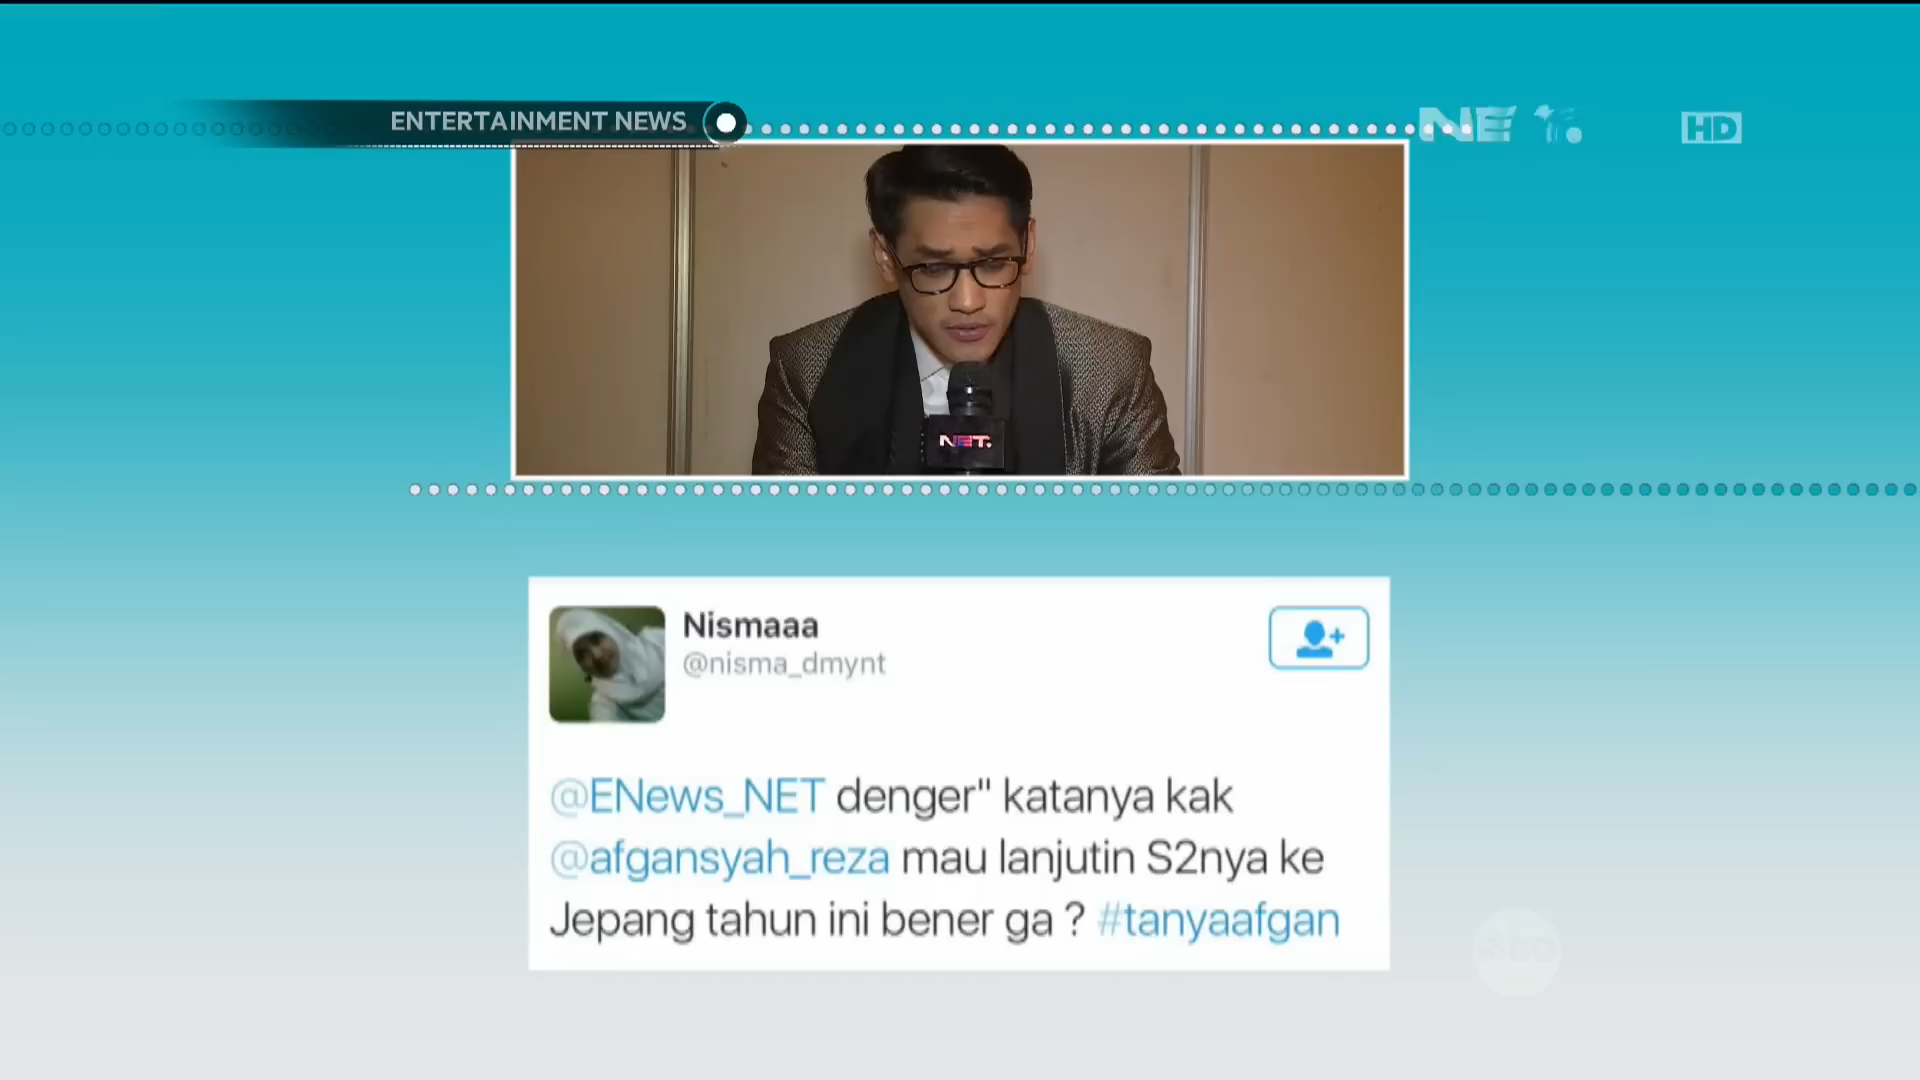 ENTERTAINMENT NEWS
NET.
HD
NET.
Nismaaa
@nisma_dmynt
@ENews_NET denger" katanya kak
@afgansyah_reza mau lanjutin S2nya ke
Jepang tahun ini bener ga ? #tanyaafgan